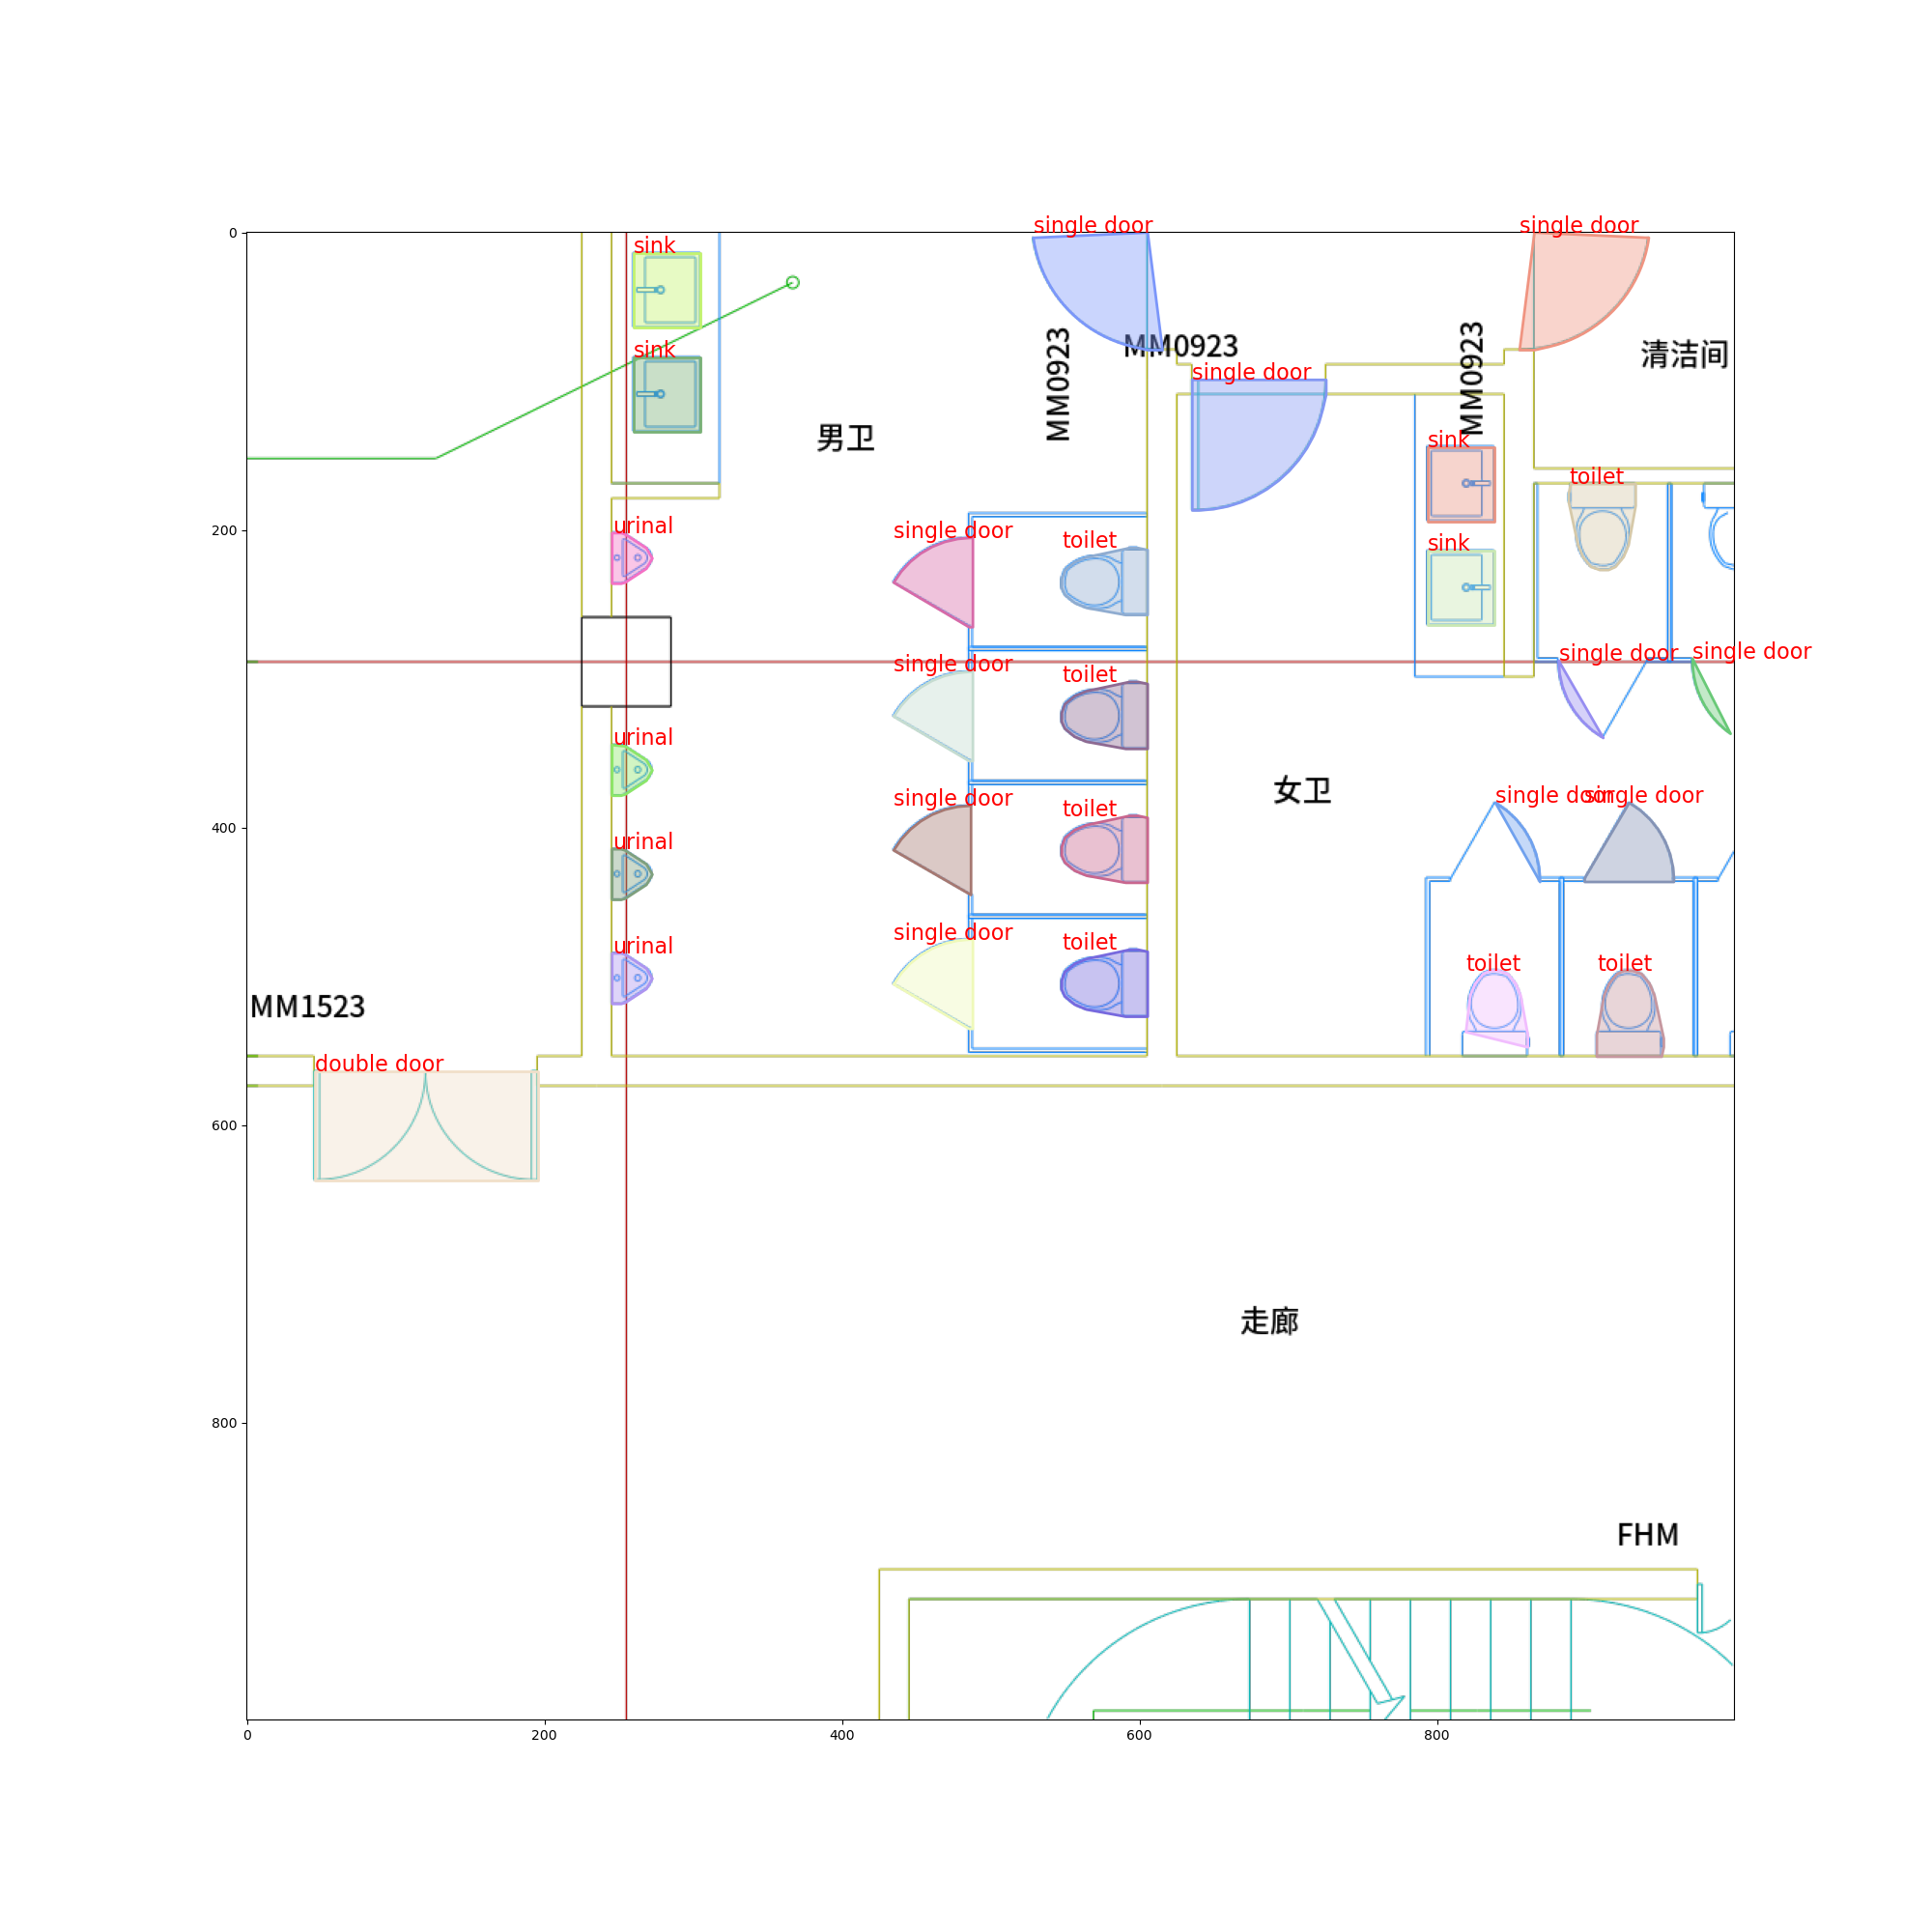 single door
single door
0
sink
MM0923
MM0923
MM0923
清洁间
sink
single door
男卫
sink
toilet
200
urinal
single door
toilet
sink
single door
toilet
single door
single door
urinal
女卫
single door
toilet
single door
single door
400
urinal
single door
toilet
urinal
toilet
toilet
MM1523
double door
600
走廊
800
FHM
0
200
400
600
800